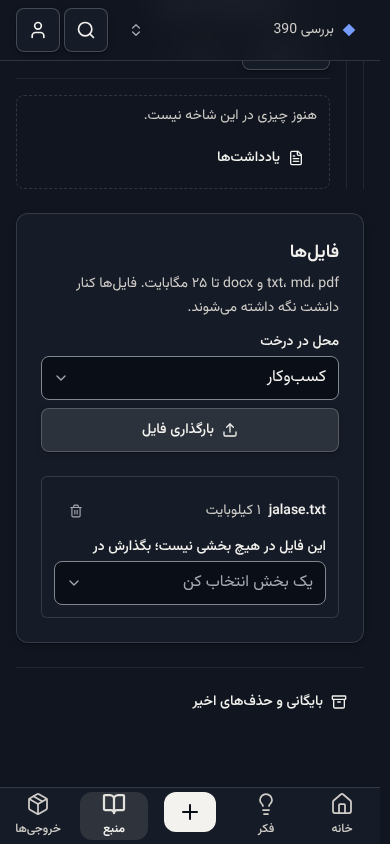 بررسی 390
هنوز چیزی در این شاخه نیست.
یادداشت‌ها
فایل‌ها
txt، md، pdf و docx تا ۲۵ مگابایت. فایل‌ها کنار
دانشت نگه داشته می‌شوند.
محل در درخت
کسب‌وکار
بارگذاری فایل
jalase.txt ۱ کیلوبایت
این فایل در هیچ بخشی نیست؛ بگذارش در
یک بخش انتخاب کن
بایگانی و حذف‌های اخیر
خانه
فکر
منبع
خروجی‌ها